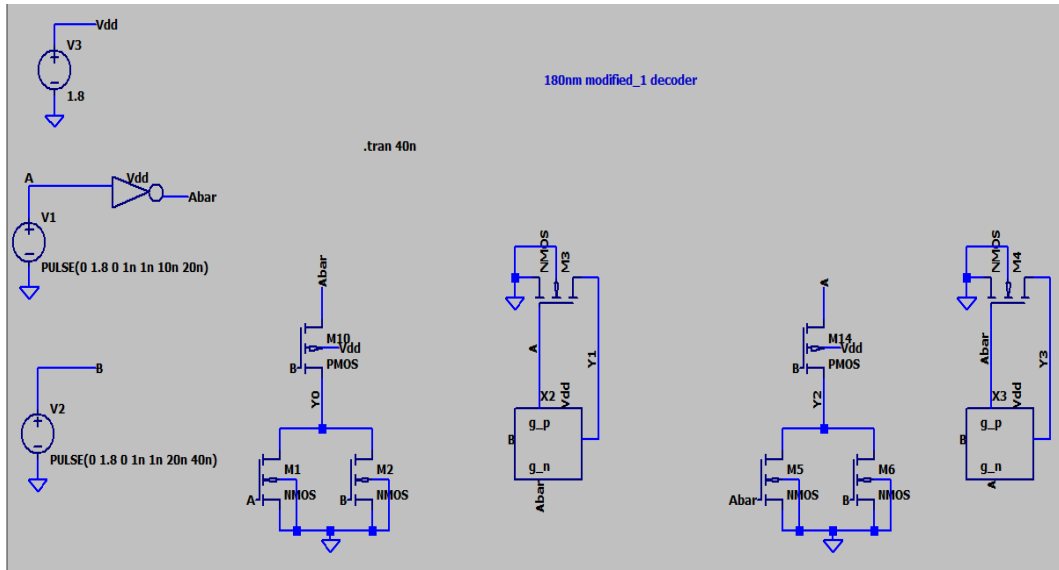 Vdd
V3
1.8
180nm modified_1 decoder
.tran 40n
A
Vdd
Abar
V1
PULSE(0 1.8 0 1n 1n 10n 20n)
B
V2
PULSE(0 1.8 0 1n 1n 20n 40n)
Abar
M10
Vdd
B
PMOS
Y0
M1
A
NMOS
M2
B
NMOS
NMOS
M3
A
Y1
X2
Vdd
g_p
B
g_n
Abar
A
M14
Vdd
B
PMOS
Y2
M5
Abar
NMOS
M6
B
NMOS
NMOS
M4
Abar
Y3
X3
Vdd
g_p
B
g_n
A